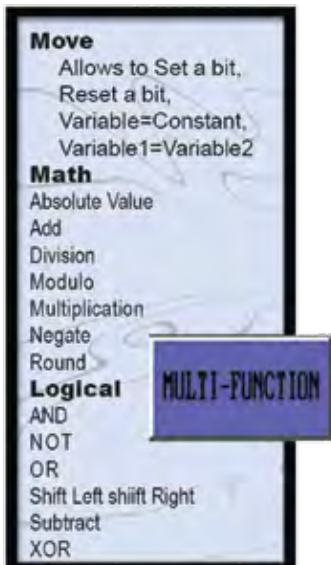 Move
Allows to Set a bit,
Reset a bit,
Variable=Constant,
Variable1=Variable2
Math
Absolute Value
Add
Division
Modulo
Multiplication
Negate
Round
Logical
MULTI-FUNCTION
AND
NOT
OR
Shift Left shiift Right
Subtract
XOR